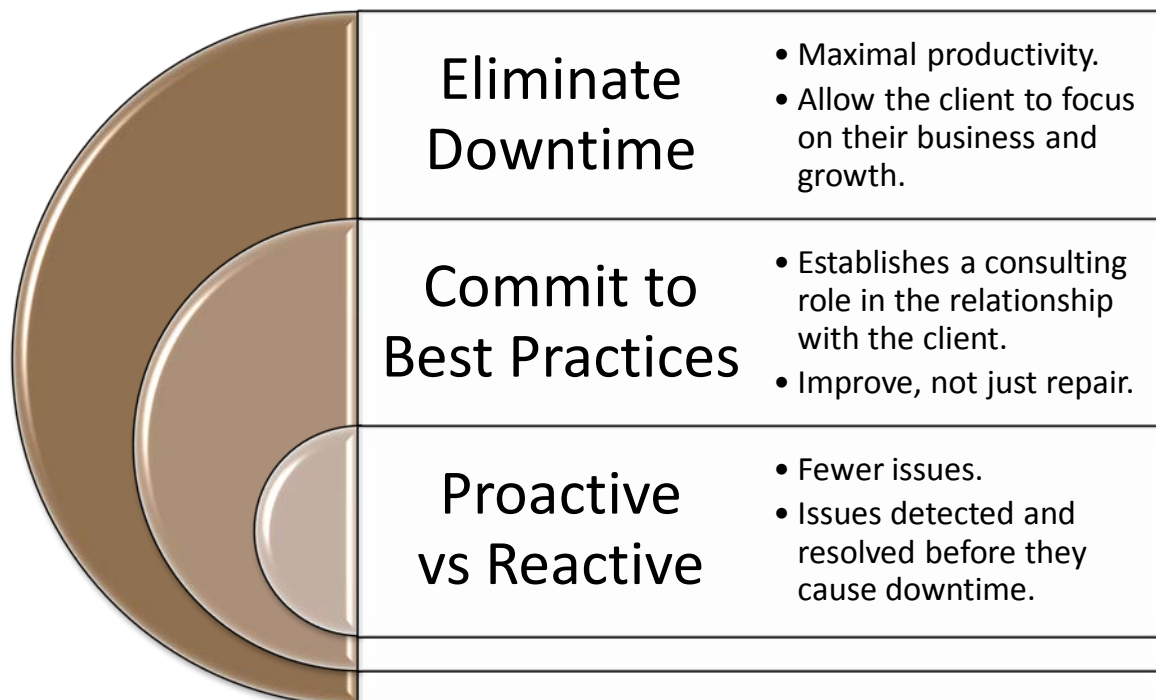 Eliminate
Downtime
• Maximal productivity.
• Allow the client to focus
on their business and
growth.
Commit to
Best Practices
• Establishes a consulting
role in the relationship
with the client.
• Improve, not just repair.
Proactive
vs Reactive
• Fewer issues.
• Issues detected and
resolved before they
cause downtime.